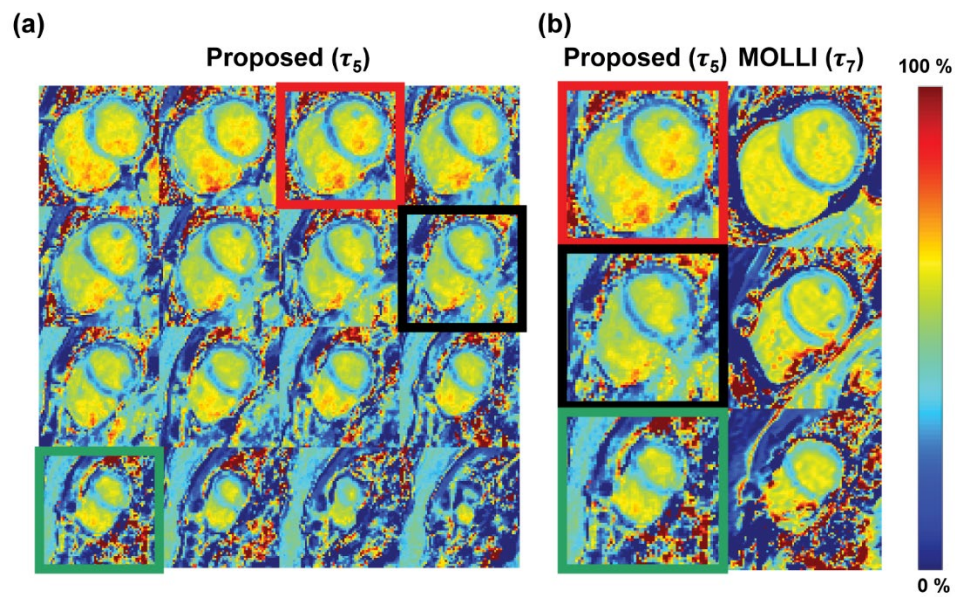 (a)
Proposed (τ₅)
(b)
Proposed (τ₅) MOLLI (τ₇)
100 %
0 %